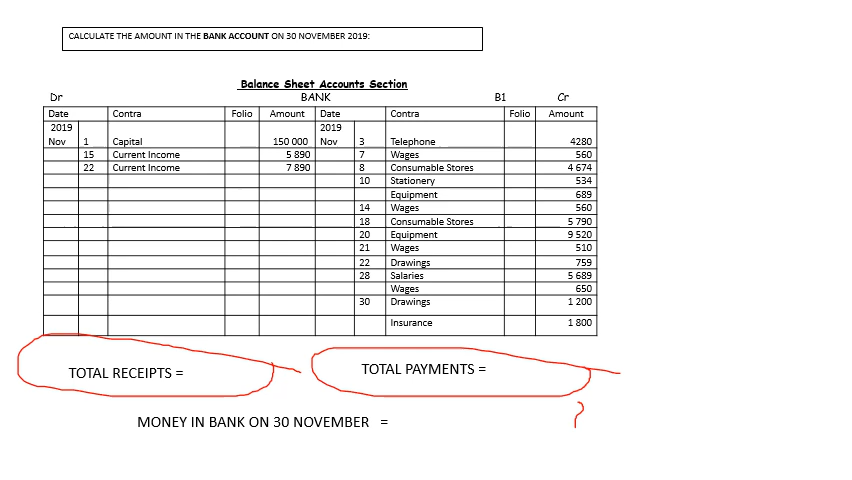 CALCULATE THE AMOUNT IN THE BANK ACCOUNT ON 30 NOVEMBER 2019:
Balance Sheet Accounts Section
Dr BANK B1 Cr
Date Contra Folio Amount Date Contra Folio Amount
2019 2019
Nov 1 Capital 150 000 Nov 3 Telephone 4280
15 Current Income 5 890 7 Wages 560
22 Current Income 7 890 8 Consumable Stores 4 674
10 Stationery 534
Equipment 689
14 Wages 560
18 Consumable Stores 5 790
20 Equipment 9 520
21 Wages 510
22 Drawings 759
28 Salaries 5 689
Wages 650
30 Drawings 1 200
Insurance 1 800
TOTAL RECEIPTS = TOTAL PAYMENTS =
MONEY IN BANK ON 30 NOVEMBER = ?